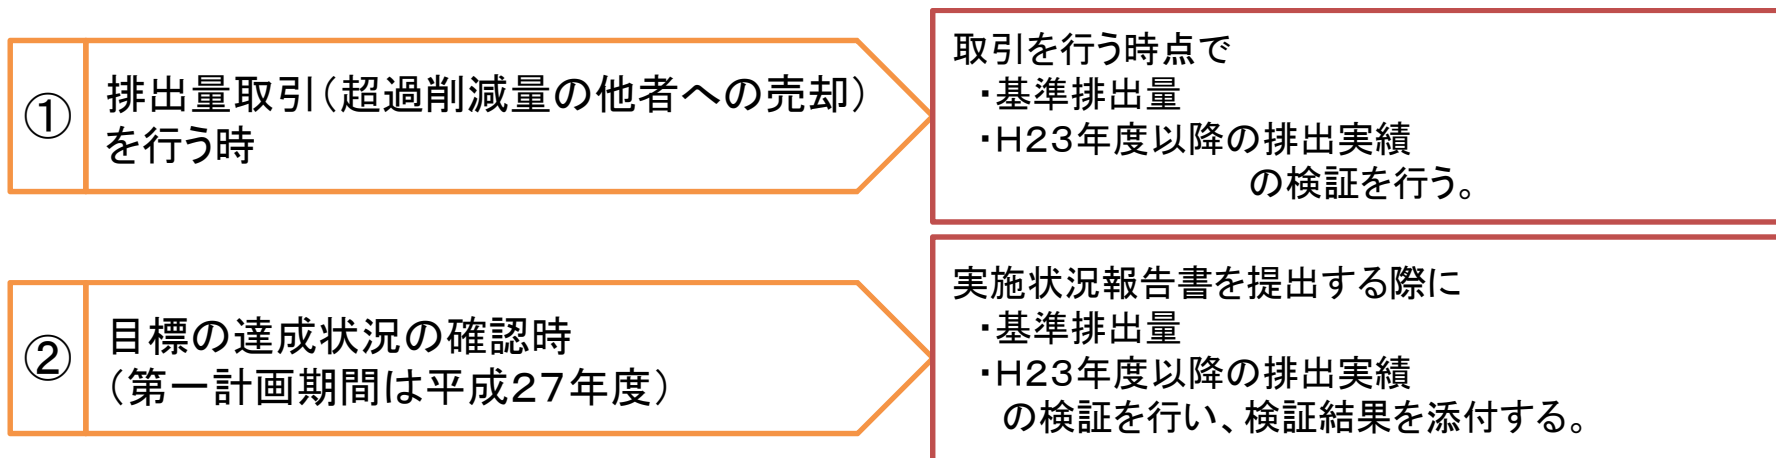 ①
排出量取引(超過削減量の他者への売却)
を行う時
取引を行う時点で
・基準排出量
・H23年度以降の排出実績
の検証を行う。
②
目標の達成状況の確認時
(第一計画期間は平成27年度)
実施状況報告書を提出する際に
・基準排出量
・H23年度以降の排出実績
の検証を行い、検証結果を添付する。